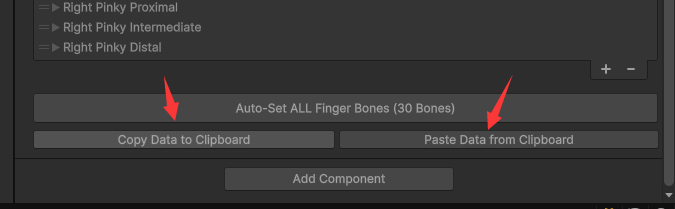 Right Pinky Proximal
Right Pinky Intermediate
Right Pinky Distal
+ −
Auto-Set ALL Finger Bones (30 Bones)
Copy Data to Clipboard
Paste Data from Clipboard
Add Component